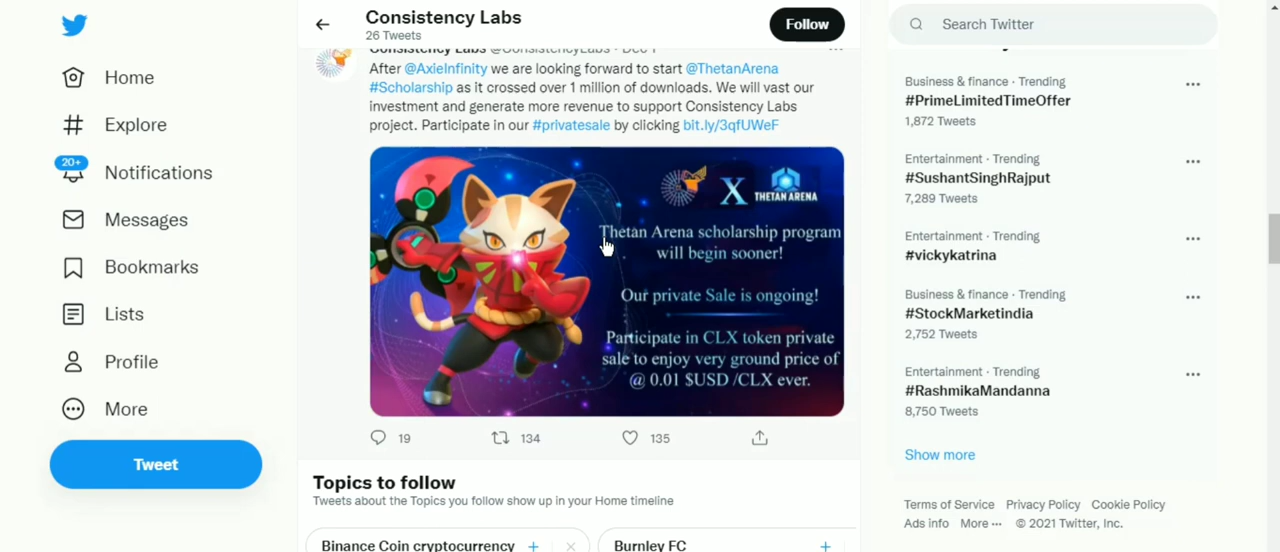 Consistency Labs
26 Tweets
Follow
Search Twitter
Home
Explore
20+
Notifications
Messages
Bookmarks
Lists
Profile
More
Tweet
Consistency Labs @ConsistencyLabs · Dec 1
After @AxieInfinity we are looking forward to start @ThetanArena
#Scholarship as it crossed over 1 million of downloads. We will vast our
investment and generate more revenue to support Consistency Labs
project. Participate in our #privatesale by clicking bit.ly/3qfUWeF
X
THETAN ARENA
Thetan Arena scholarship program
will begin sooner!
Our private Sale is ongoing!
Participate in CLX token private
sale to enjoy very ground price of
@ 0.01 $USD /CLX ever.
19
134
135
Topics to follow
Tweets about the Topics you follow show up in your Home timeline
Binance Coin cryptocurrency
Burnley FC
Business & finance · Trending
#PrimeLimitedTimeOffer
1,872 Tweets
Entertainment · Trending
#SushantSinghRajput
7,289 Tweets
Entertainment · Trending
#vickykatrina
Business & finance · Trending
#StockMarketindia
2,752 Tweets
Entertainment · Trending
#RashmikaMandanna
8,750 Tweets
Show more
Terms of Service Privacy Policy Cookie Policy
Ads info More ··· © 2021 Twitter, Inc.